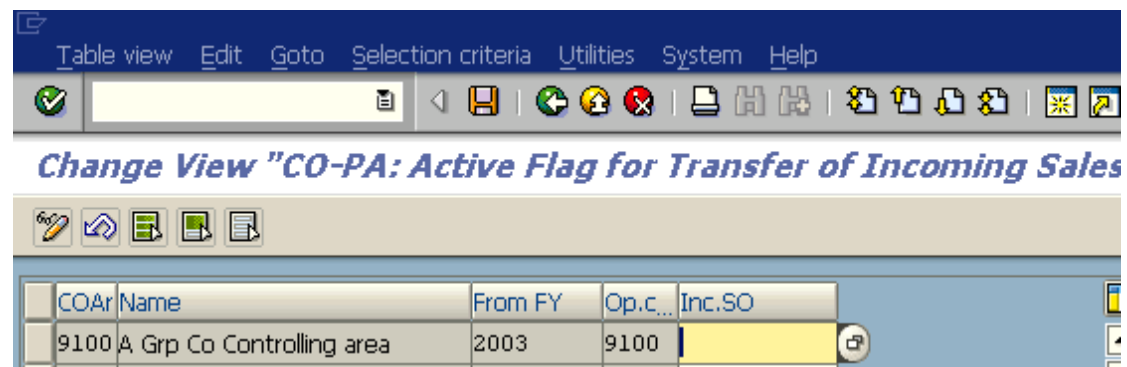 Table view Edit Goto Selection criteria Utilities System Help
Change View "CO-PA: Active Flag for Transfer of Incoming Sales
COAr Name From FY Op.c... Inc.SO
9100 A Grp Co Controlling area 2003 9100